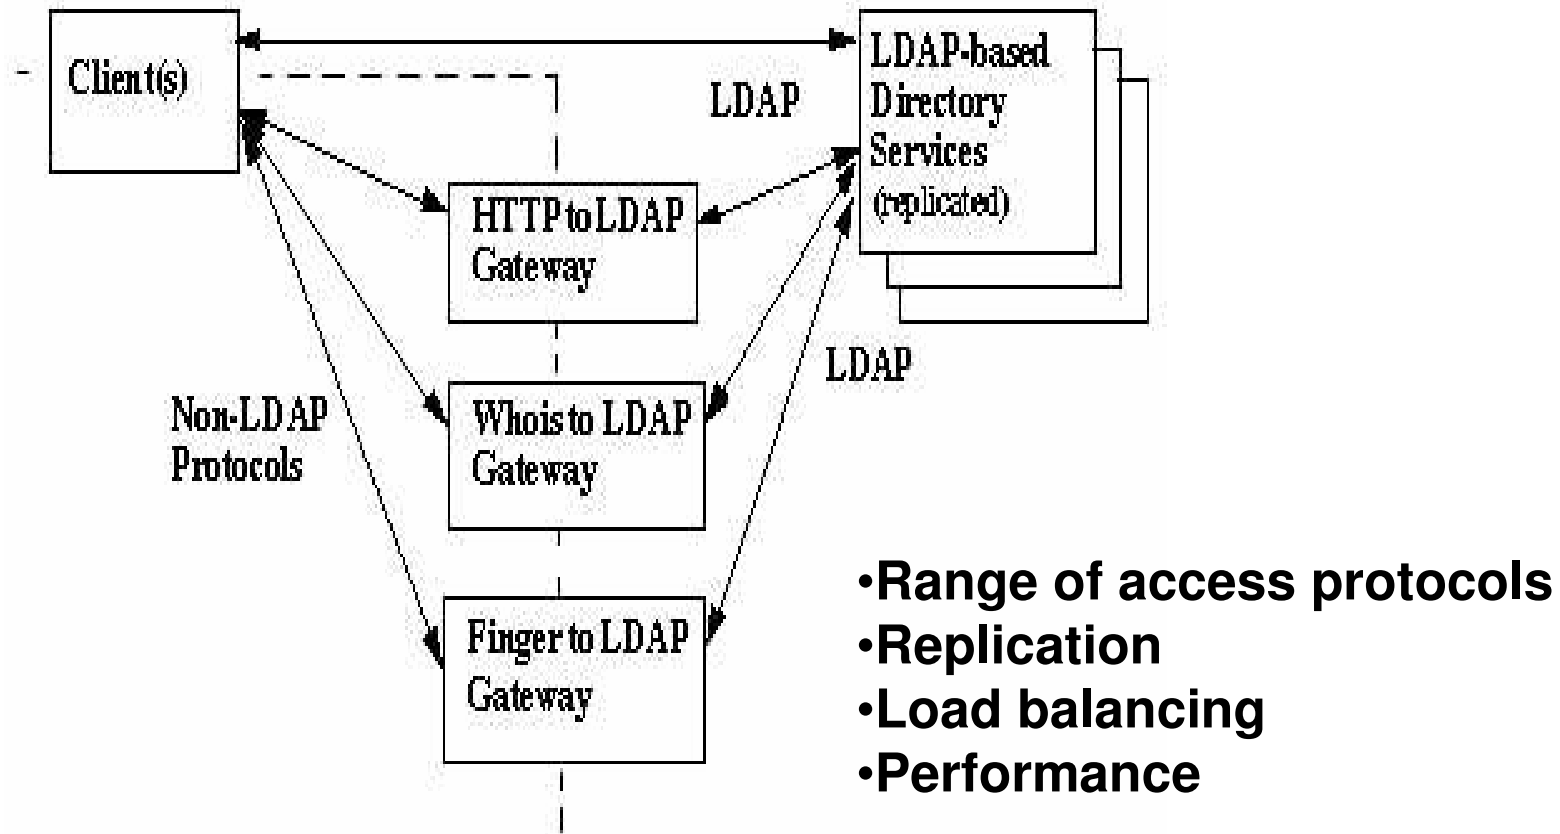 Client(s)
LDAP
LDAP-based
Directory
Services
(replicated)
HTTP to LDAP
Gateway
LDAP
Non-LDAP
Protocols
Whois to LDAP
Gateway
Finger to LDAP
Gateway
•Range of access protocols
•Replication
•Load balancing
•Performance